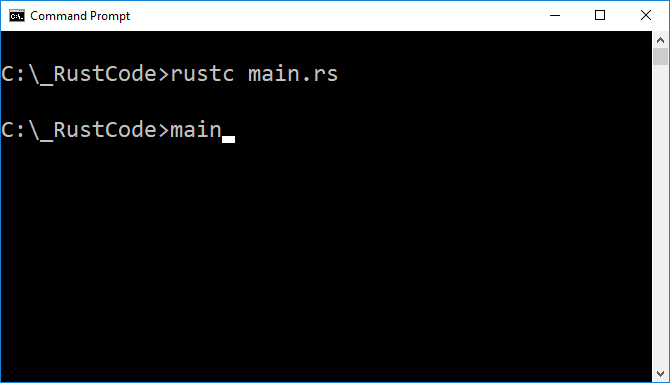 Command Prompt
C:\_RustCode>rustc main.rs
C:\_RustCode>main